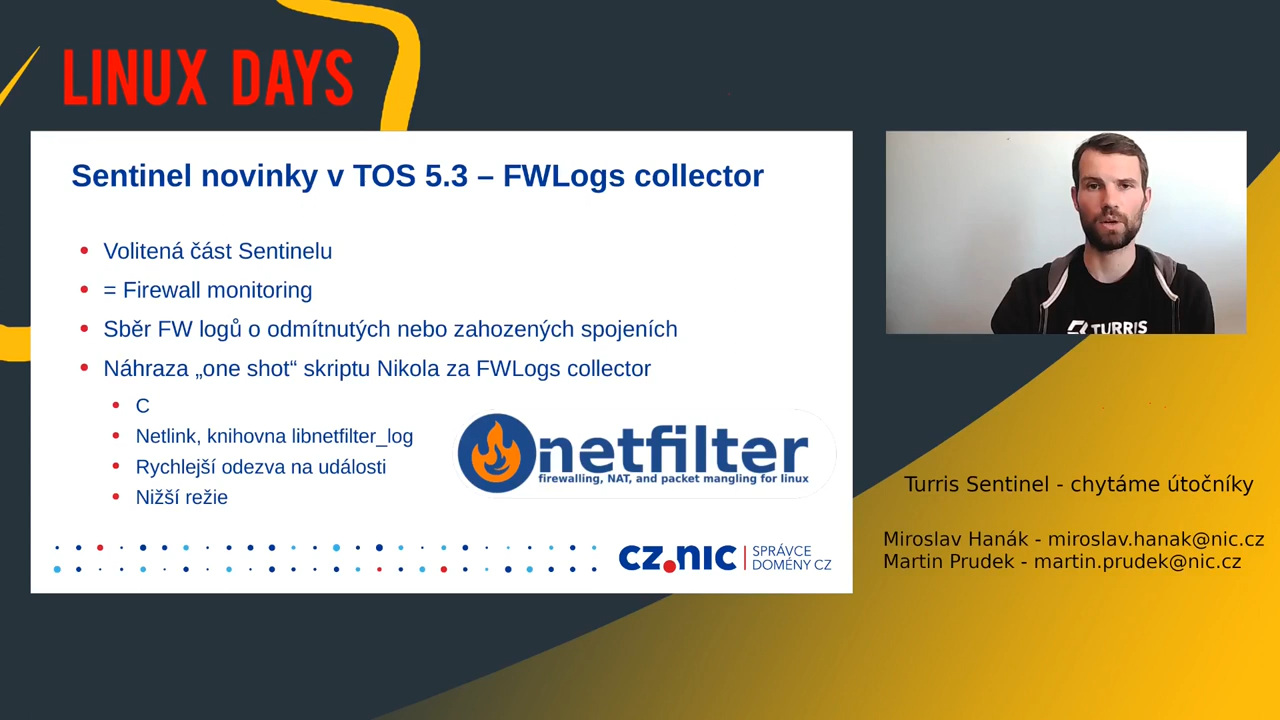 LINUX DAYS
Sentinel novinky v TOS 5.3 – FWLogs collector
Volitená část Sentinelu
= Firewall monitoring
Sběr FW logů o odmítnutých nebo zahozených spojeních
Náhraza „one shot“ skriptu Nikola za FWLogs collector
C
Netlink, knihovna libnetfilter_log
Rychlejší odezva na události
Nižší režie
netfilter
firewalling, NAT, and packet mangling for linux
CZ.NIC
SPRÁVCE
DOMÉNY CZ
TURRIS
Turris Sentinel - chytáme útočníky
Miroslav Hanák - miroslav.hanak@nic.cz
Martin Prudek - martin.prudek@nic.cz